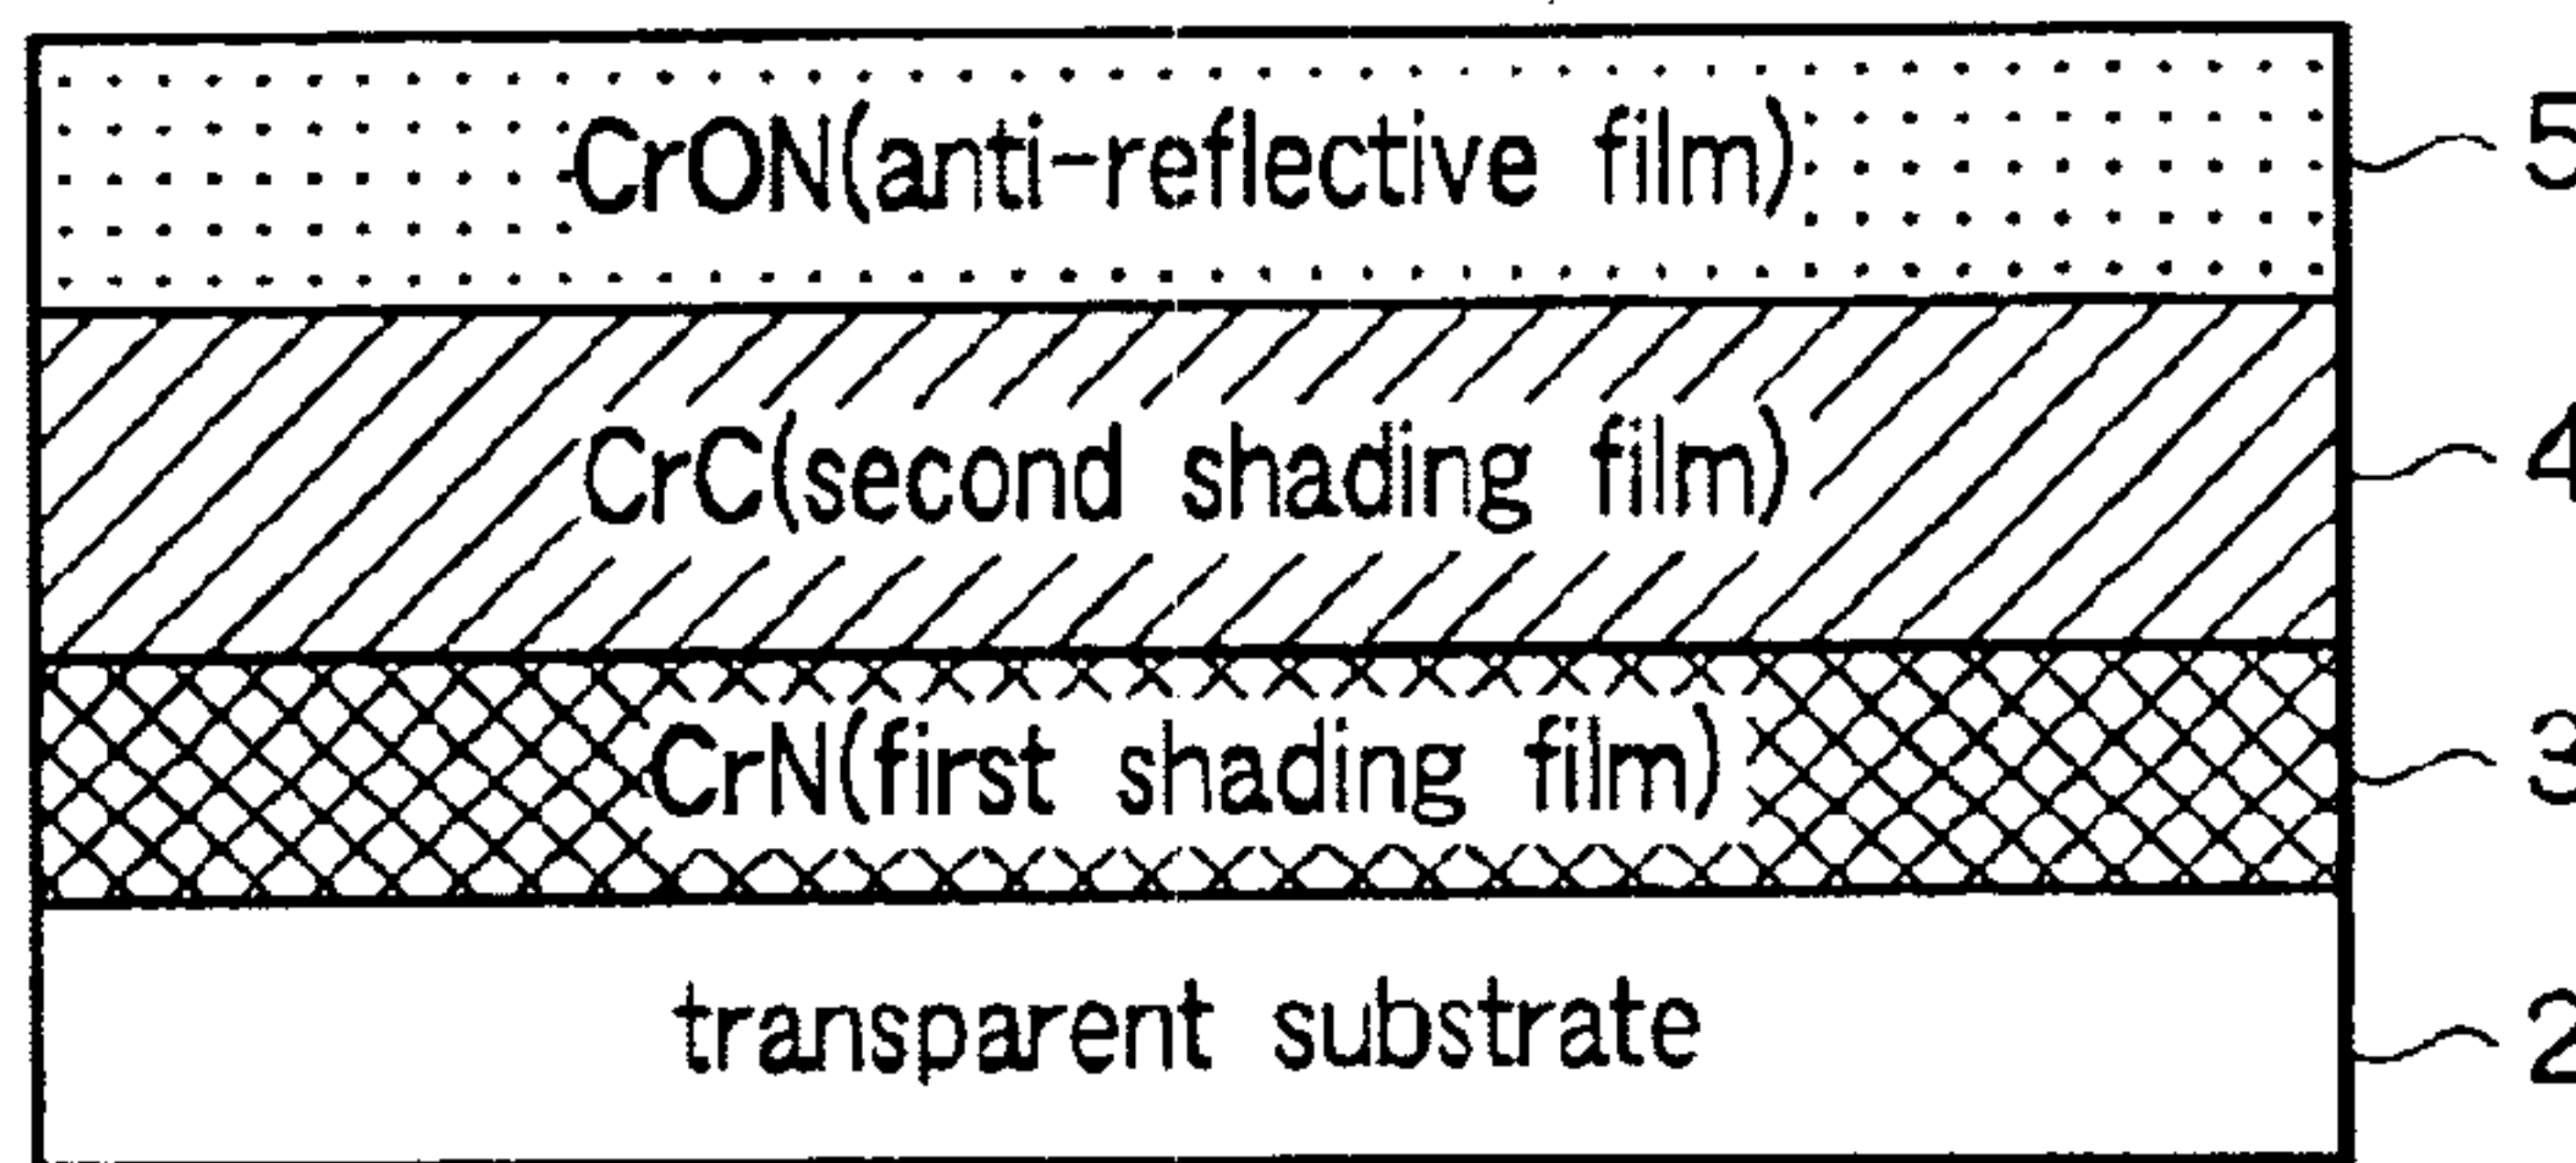 CrON(anti-reflective film) 5
CrC(second shading film) 4
CrN(first shading film) 3
transparent substrate 2